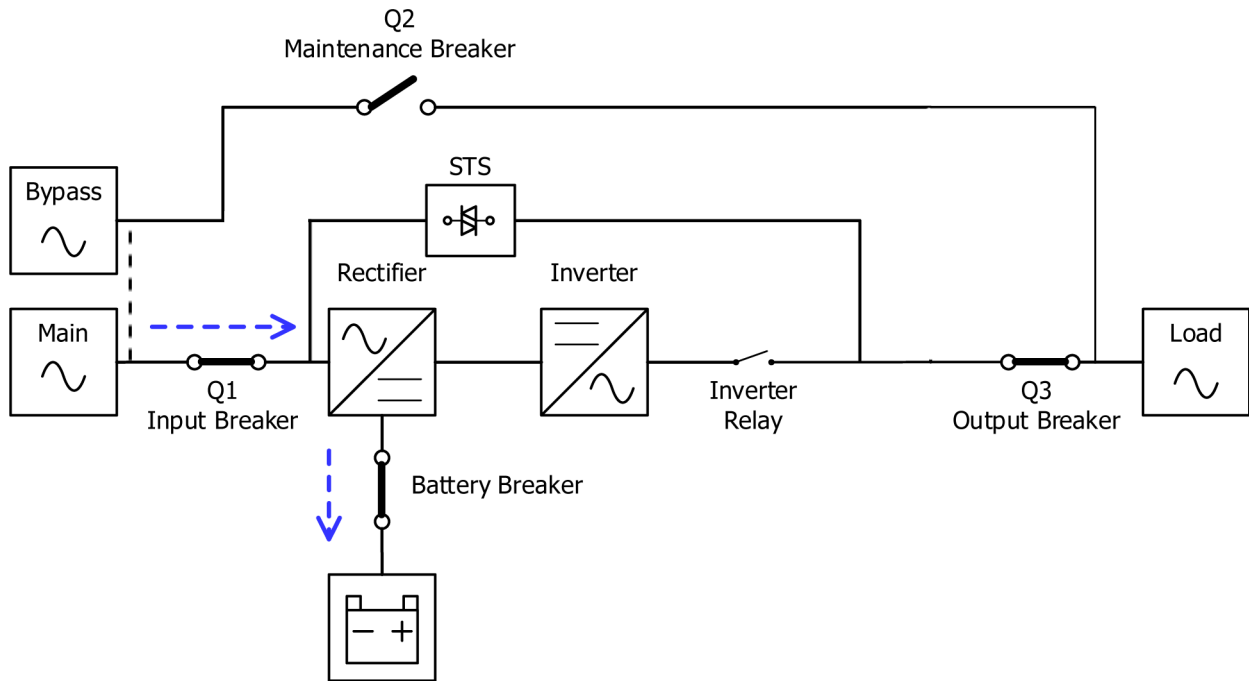 Q2
Maintenance Breaker
STS
Bypass
Rectifier
Inverter
Main
Load
Q1
Input Breaker
Inverter
Relay
Q3
Output Breaker
Battery Breaker